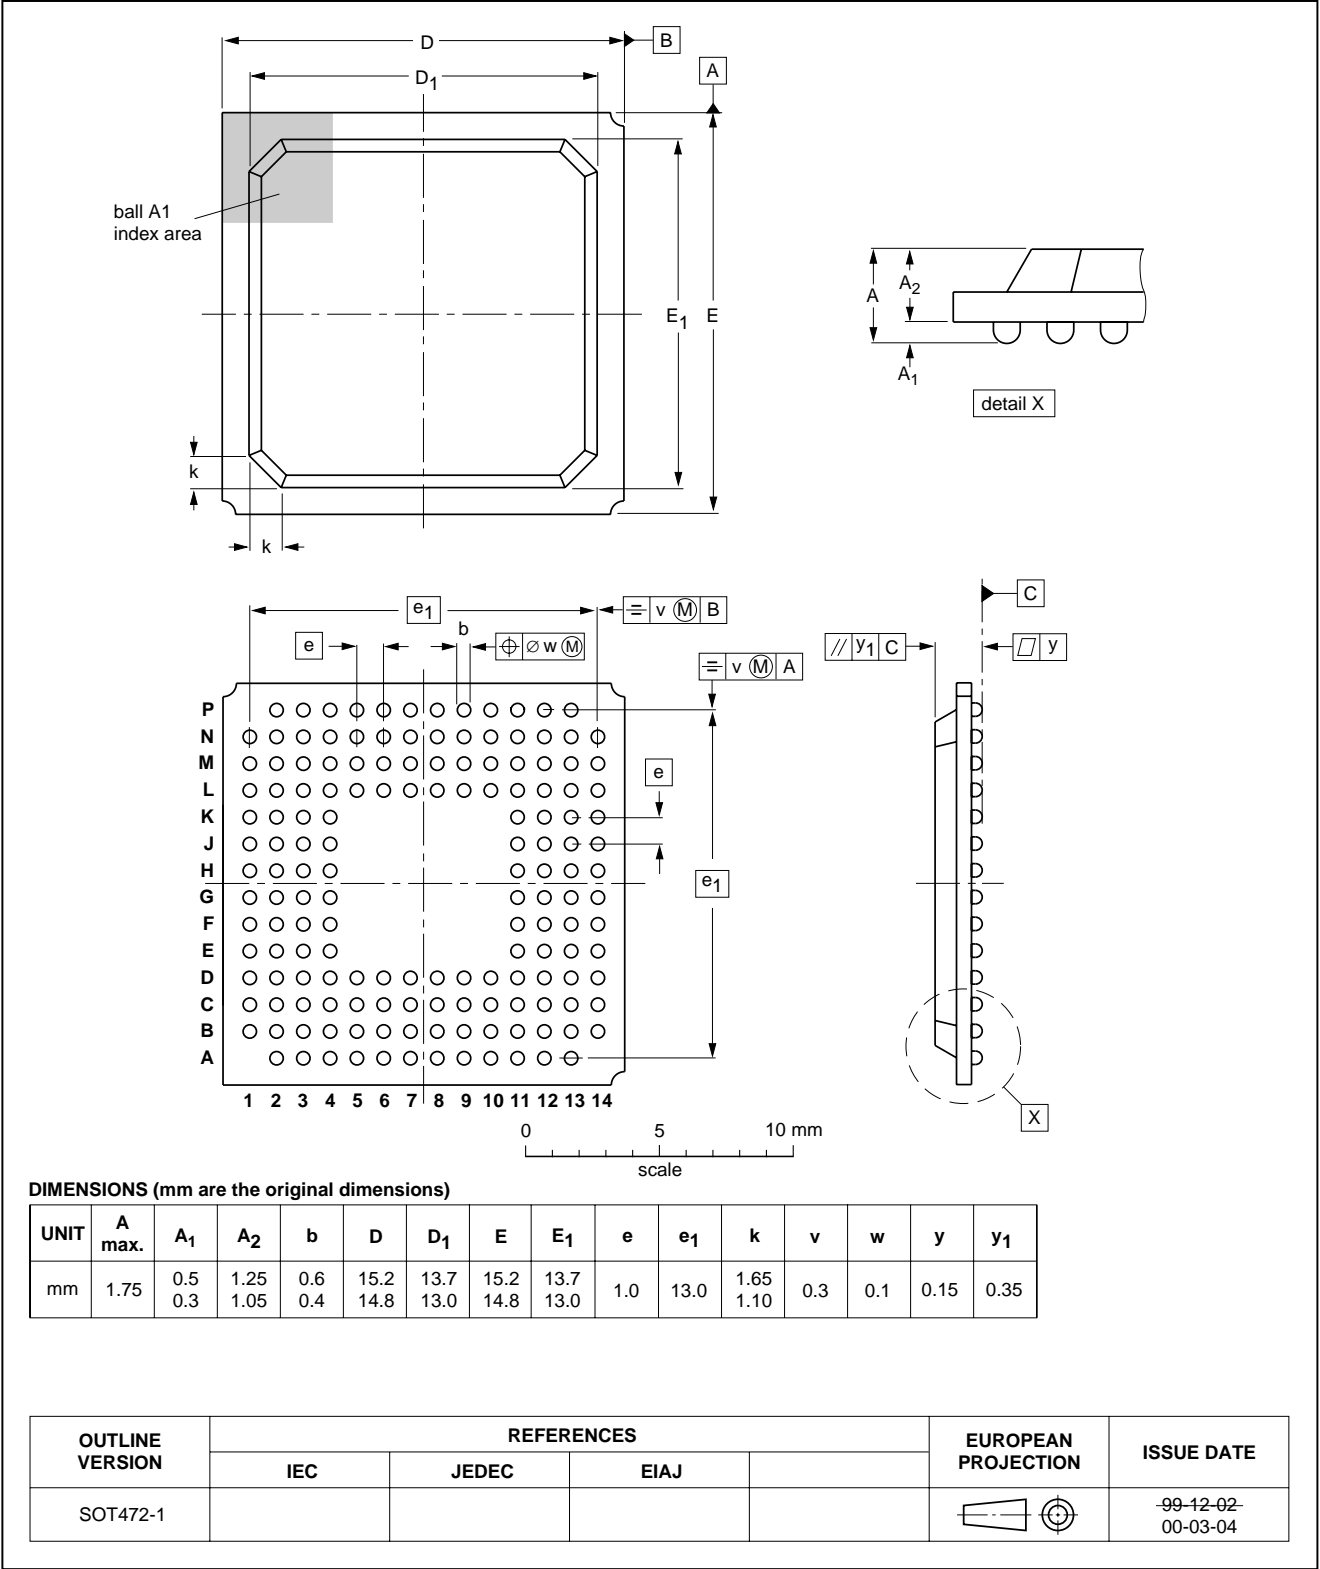 D
B
D1
A
ball A1
index area
E1 E
A
A2
A1
detail X
k
k
e1
v M B
b
e
⌀ w M
v M A
C
// y1 C
y
P
N
M
L
K
J
H
G
F
E
D
C
B
A
e
e1
1 2 3 4 5 6 7 8 9 10 11 12 13 14
X
0 5 10 mm
scale
DIMENSIONS (mm are the original dimensions)
UNIT A max. A1 A2 b D D1 E E1 e e1 k v w y y1
mm 1.75 0.5 0.3 1.25 1.05 0.6 0.4 15.2 14.8 13.7 13.0 15.2 14.8 13.7 13.0 1.0 13.0 1.65 1.10 0.3 0.1 0.15 0.35
OUTLINE VERSION REFERENCES EUROPEAN PROJECTION ISSUE DATE
IEC JEDEC EIAJ
SOT472-1 99-12-02
00-03-04